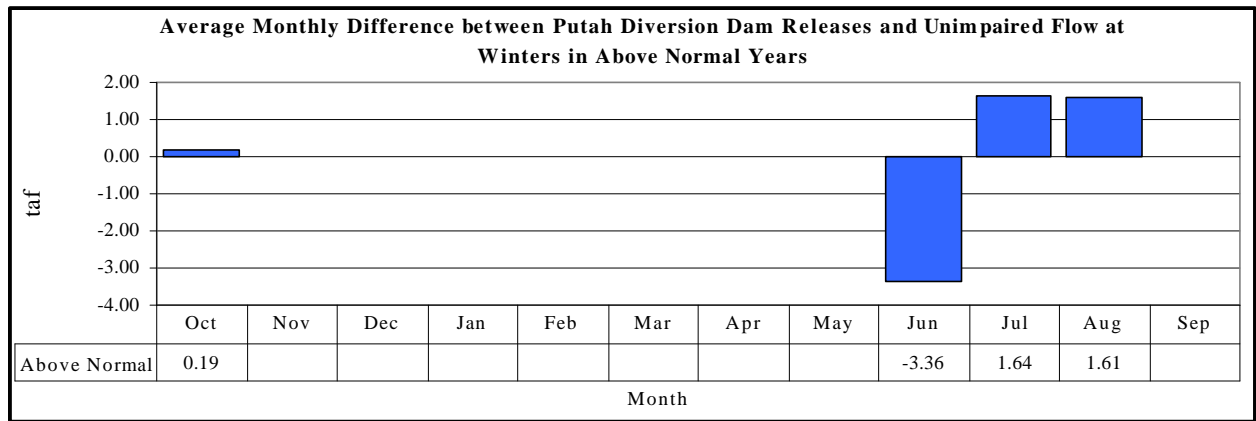 Average Monthly Difference between Putah Diversion Dam Releases and Unimpaired Flow at
Winters in Above Normal Years
2.00
1.00
0.00
-1.00
-2.00
-3.00
-4.00
taf
Oct Nov Dec Jan Feb Mar Apr May Jun Jul Aug Sep
Above Normal 0.19 -3.36 1.64 1.61
Month